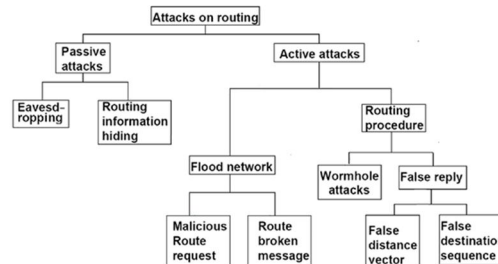 Attacks on routing
Passive
attacks
Active attacks
Eavesd-
ropping
Routing
information
hiding
Routing
procedure
Flood network
Wormhole
attacks
False reply
Malicious
Route
request
Route
broken
message
False
distance
vector
False
destinatio
sequence